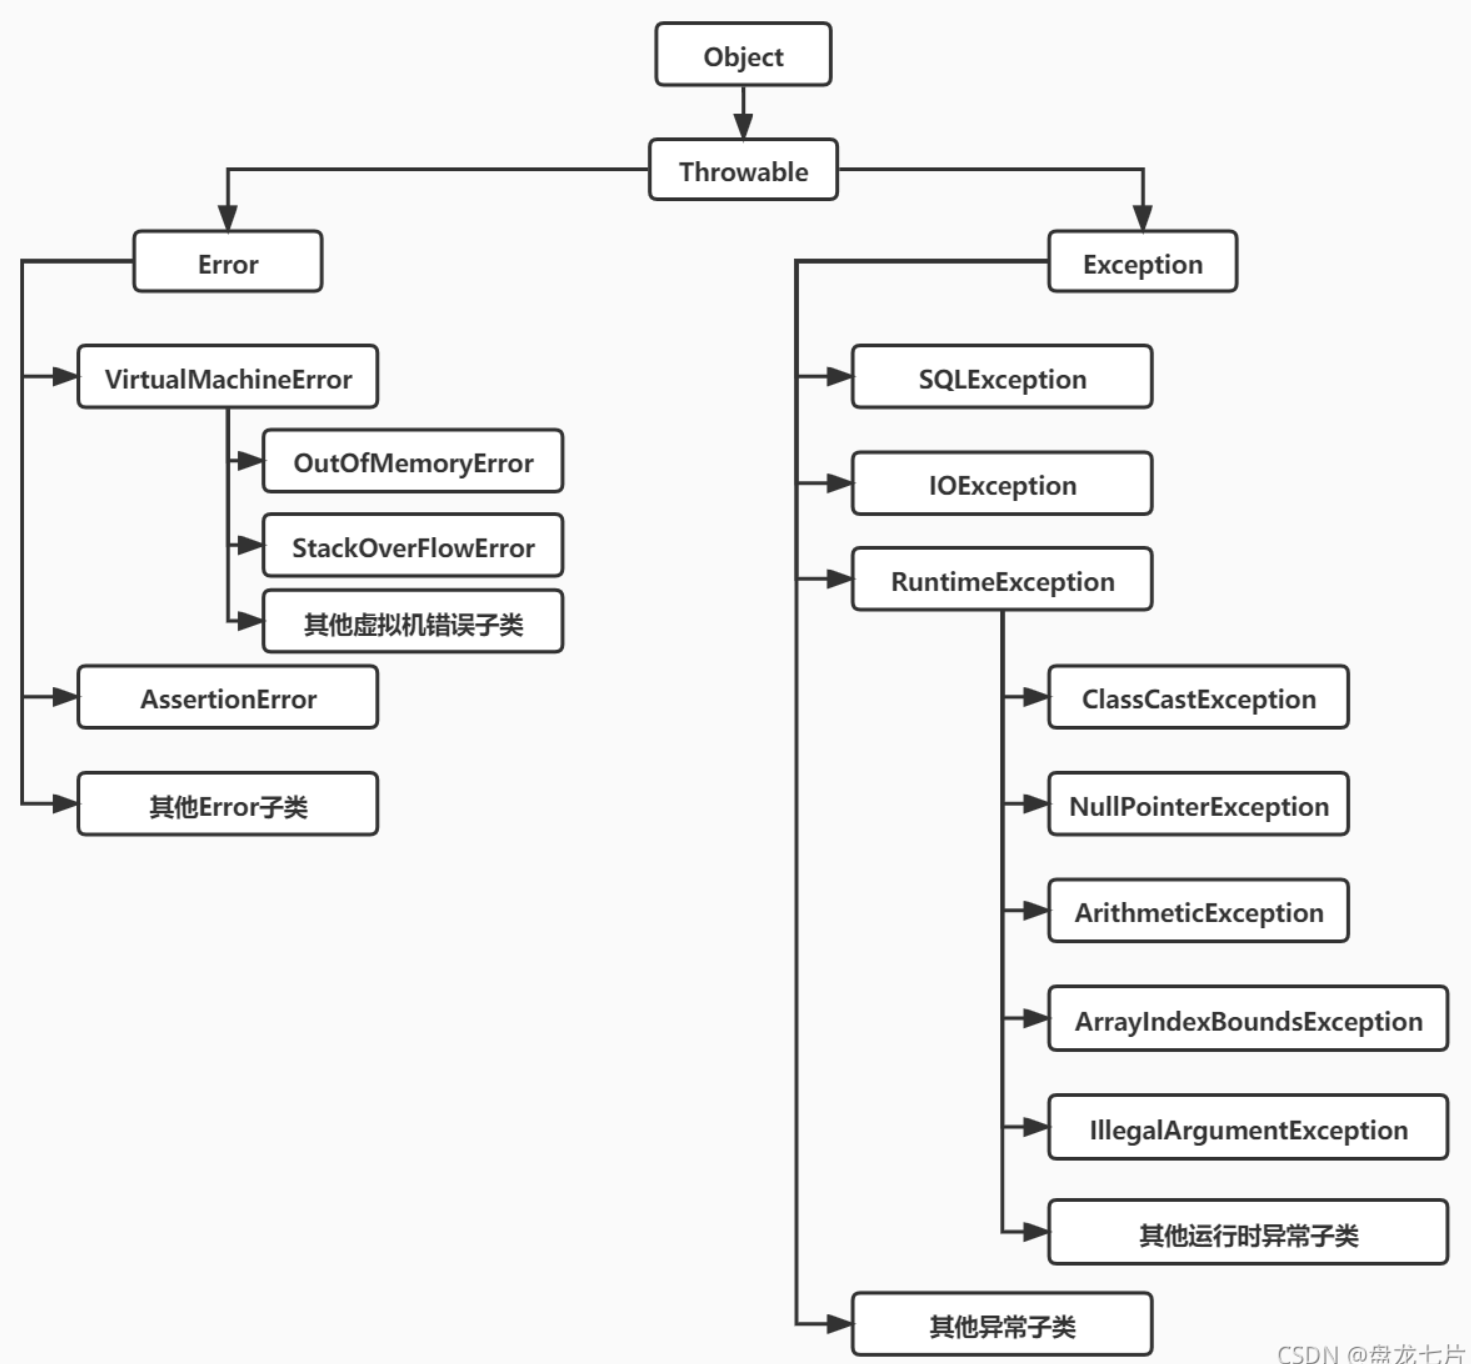 Object
Throwable
Error
Exception
VirtualMachineError
SQLException
OutOfMemoryError
IOException
StackOverFlowError
RuntimeException
其他虚拟机错误子类
AssertionError
ClassCastException
其他Error子类
NullPointerException
ArithmeticException
ArrayIndexBoundsException
IllegalArgumentException
其他运行时异常子类
其他异常子类
CSDN @盘龙七片